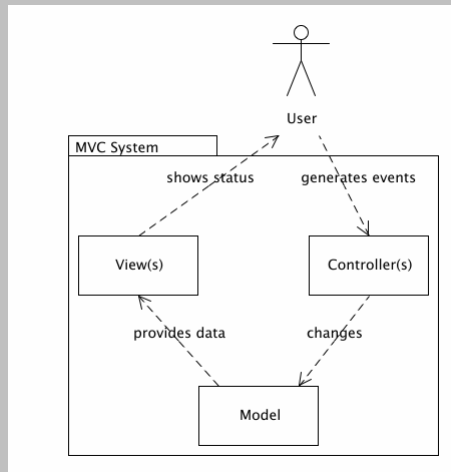 User
MVC System
shows status
generates events
View(s)
Controller(s)
provides data
changes
Model